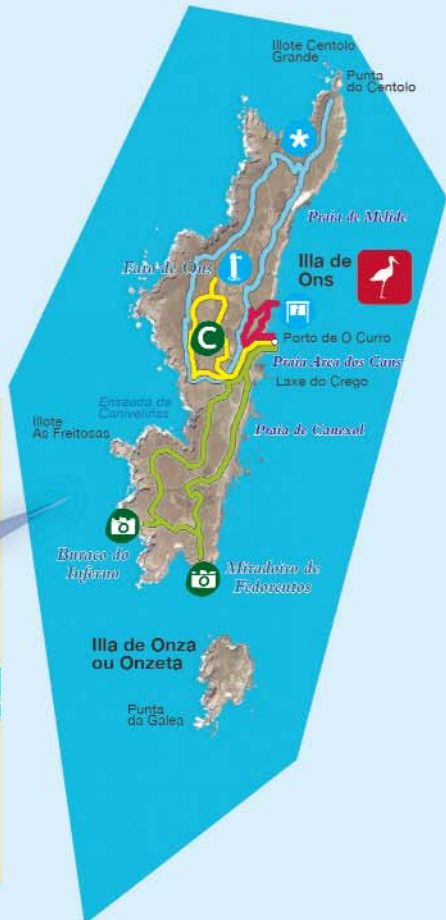 Illote Centolo
Grande
Punta
do Centolo
Praia de Melide
Faro de Ons
Illa de
Ons
C
Porto de O Curro
Praia Area dos Cans
Laxe do Crego
Enseada de
Caniveliñas
Praia de Canexol
Illote
As Freitosas
Buraco do
Inferno
Miradoiro de
Fedorentos
Illa de Onza
ou Onzeta
Punta
da Galea